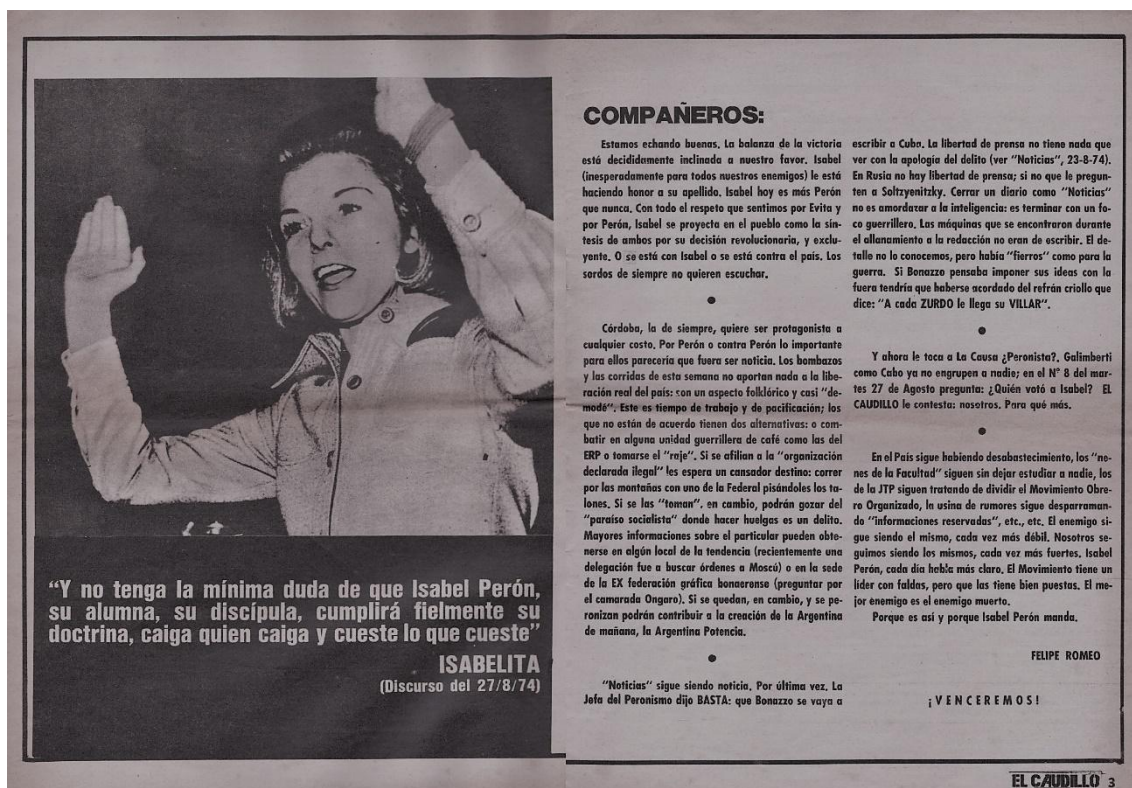 “Y no tenga la mínima duda de que Isabel Perón,
su alumna, su discípula, cumplirá fielmente su
doctrina, caiga quien caiga y cueste lo que cueste”
ISABELITA
(Discurso del 27/8/74)
COMPAÑEROS:
Estamos echando buenas. La balanza de la victoria
está decididamente inclinada a nuestro favor. Isabel
(inesperadamente para todos nuestros enemigos) le está
haciendo honor a su apellido. Isabel hoy es más Perón
que nunca. Con todo el respeto que sentimos por Evita y
por Perón, Isabel se proyecta en el pueblo como la sín-
tesis de ambos por su decisión revolucionaria, y exclu-
yente. O se está con Isabel o se está contra el país. Los
sordos de siempre no quieren escuchar.
●
Córdoba, la de siempre, quiere ser protagonista a
cualquier costo. Por Perón o contra Perón lo importante
para ellos parecería que fuera ser noticia. Los bombazos
y las corridas de esta semana no aportan nada a la libe-
ración real del país: son un aspecto folklórico y casi "de-
modé". Este es tiempo de trabajo y de pacificación; los
que no están de acuerdo tienen dos alternativas: o com-
batir en alguna unidad guerrillera de café como las del
ERP o tomarse el "raje". Si se afilian a la "organización
declarada ilegal" les espera un cansador destino: correr
por las montañas con uno de la Federal pisándoles los ta-
lones. Si se las "toman". en cambio, podrán gozar del
"paraíso socialista" donde hacer huelgas es un delito.
Mayores informaciones sobre el particular pueden obte-
nerse en algún local de la tendencia (recientemente una
delegación fue a buscar órdenes a Moscú) o en la sede
de la EX federación gráfica bonaerense (preguntar por
el camarada Ongaro). Si se quedan, en cambio, y se pe-
ronizan podrán contribuir a la creación de la Argentina
de mañana, la Argentina Potencia.
●
"Noticias" sigue siendo noticia. Por última vez. La
Jefa del Peronismo dijo BASTA: que Bonazzo se vaya a
escribir a Cuba. La libertad de prensa no tiene nada que
ver con la apología del delito (ver "Noticias", 23-8-74).
En Rusia no hay libertad de prensa; si no que le pregun-
ten a Soltzyenitzky. Cerrar un diario como "Noticias"
no es amordazar a la inteligencia: es terminar con un fo-
co guerrillero. Las máquinas que se encontraron durante
el allanamiento a la redacción no eran de escribir. El de-
talle no lo conocemos, pero había "fierros" como para la
guerra. Si Bonazzo pensaba imponer sus ideas con la
fuera tendría que haberse acordado del refrán criollo que
dice: "A cada ZURDO le llega su VILLAR".
●
Y ahora le toca a La Causa ¿Peronista?. Galimberti
como Cabo ya no engrupen a nadie; en el N° 8 del mar-
tes 27 de Agosto pregunta: ¿Quién votó a Isabel? EL
CAUDILLO le contesta: nosotros. Para qué más.
●
En el País sigue habiendo desabastecimiento, los "ne-
nes de la Facultad" siguen sin dejar estudiar a nadie, los
de la JTP siguen tratando de dividir el Movimiento Obre-
ro Organizado, la usina de rumores sigue desparraman-
do "informaciones reservadas", etc., etc. El enemigo si-
gue siendo el mismo, cada vez más débil. Nosotros se-
guimos siendo los mismos, cada vez más fuertes. Isabel
Perón, cada día habla más claro. El Movimiento tiene un
lider con faldas, pero que las tiene bien puestas. El me-
jor enemigo es el enemigo muerto.
Porque es así y porque Isabel Perón manda.
FELIPE ROMEO
¡VENCEREMOS!
EL CAUDILLO 3